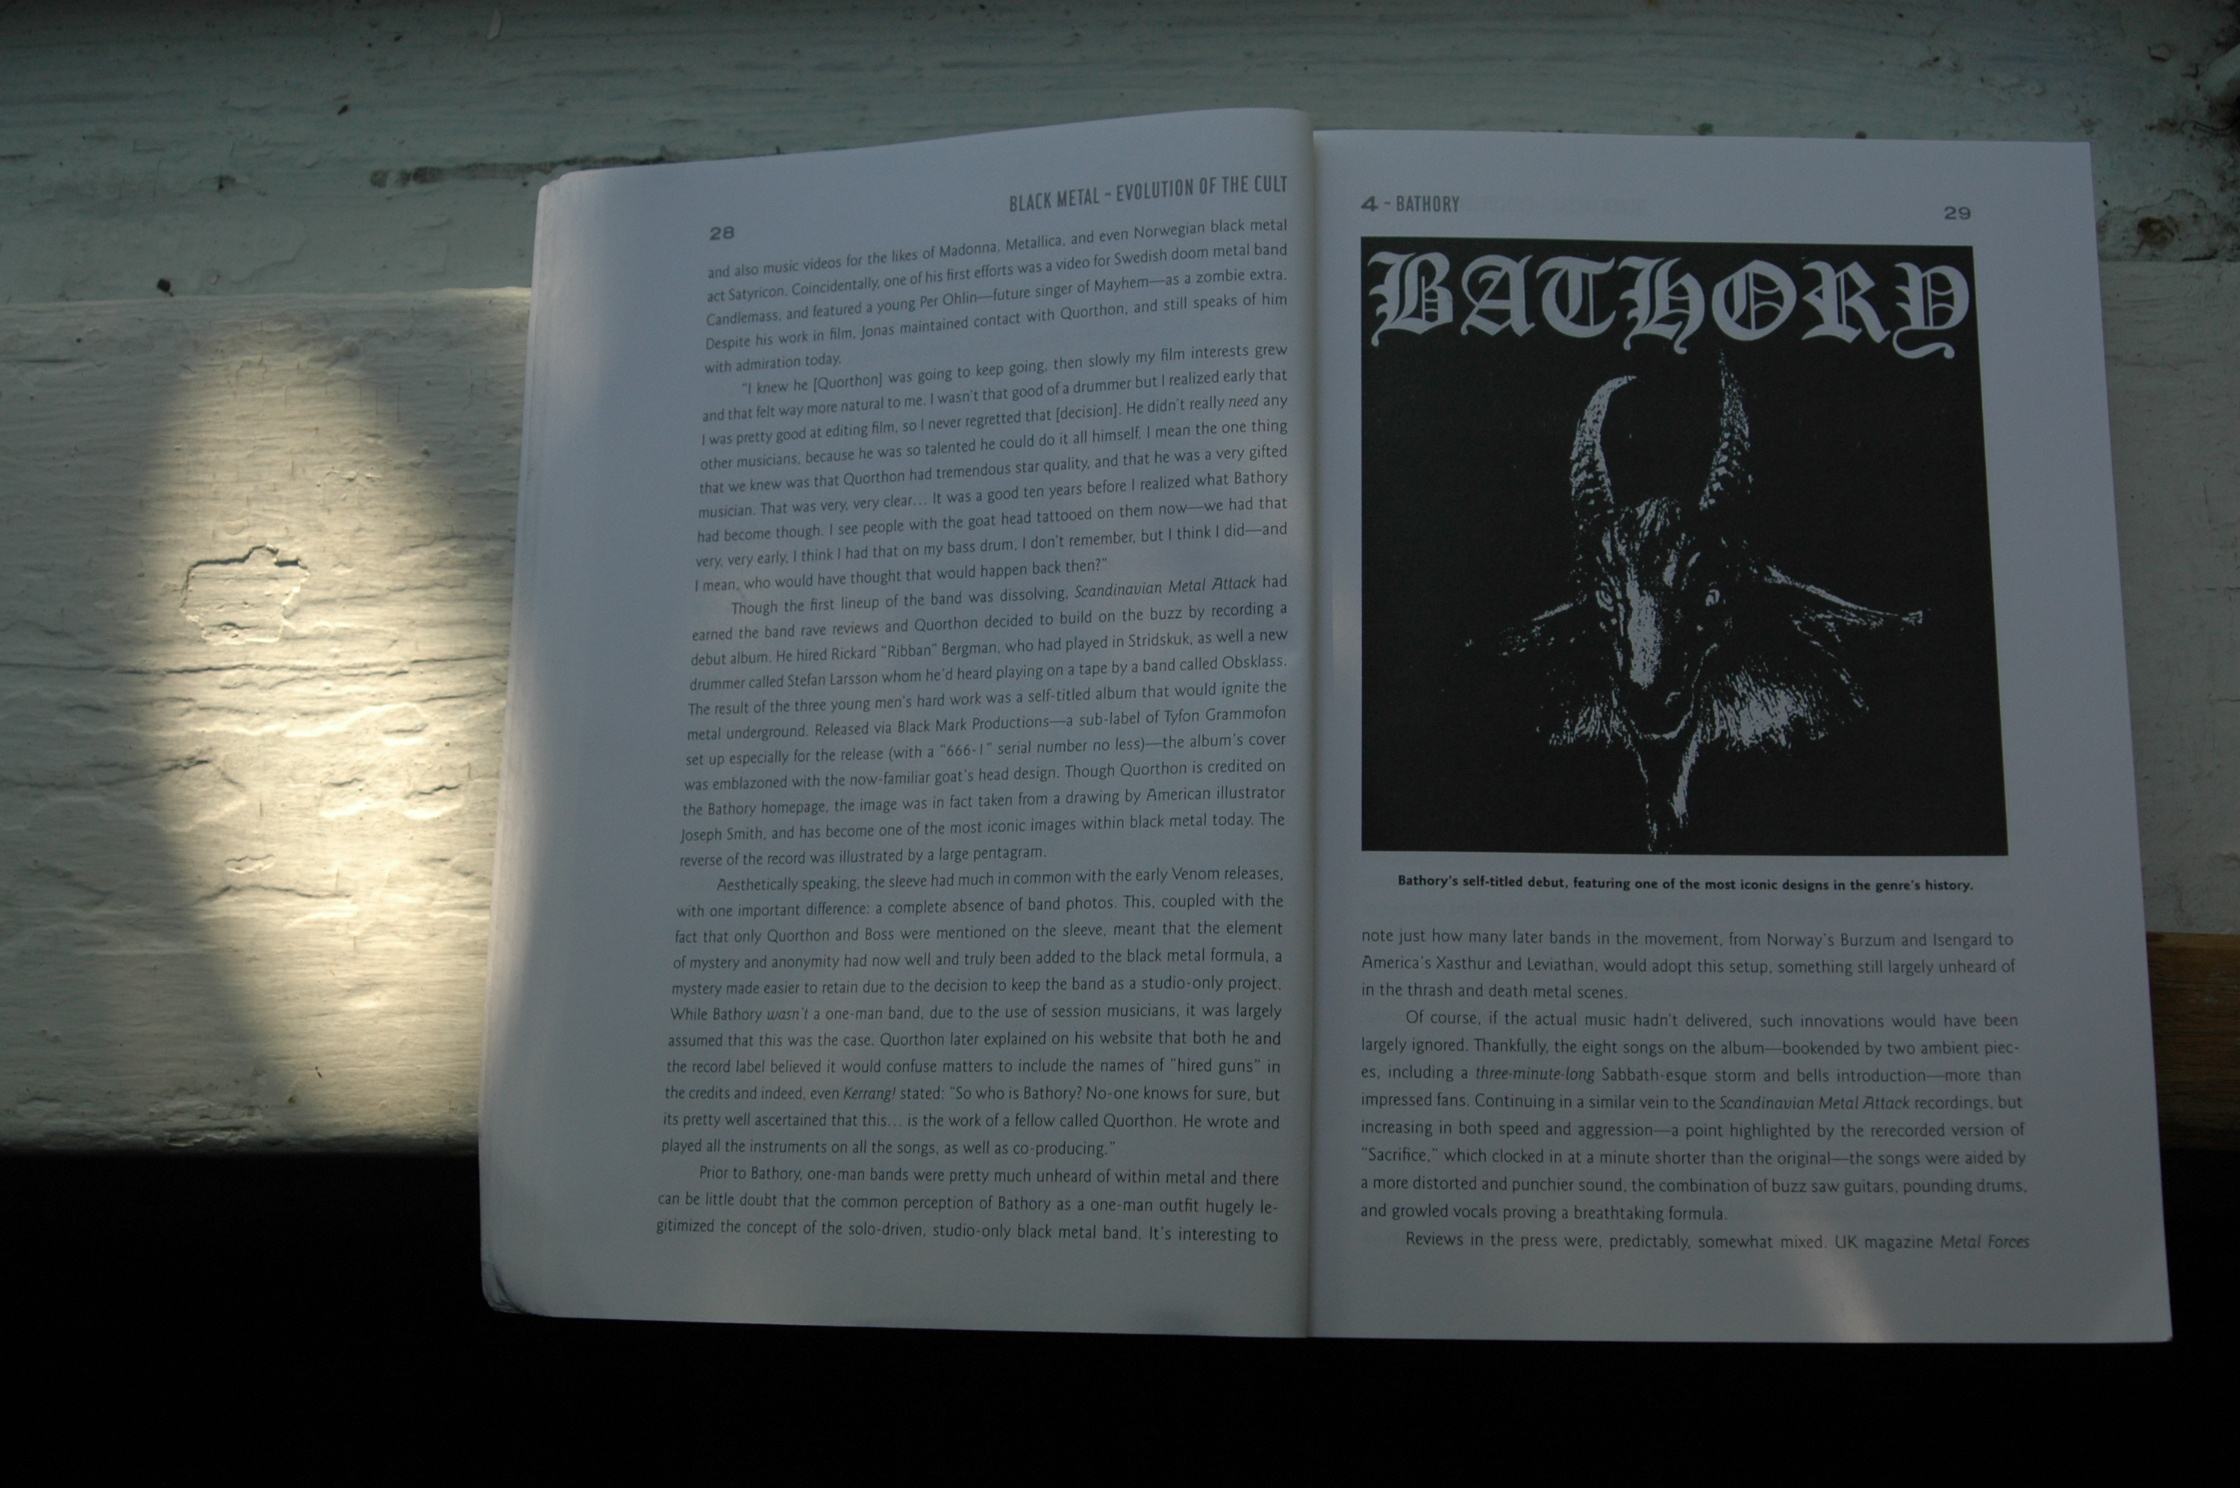 BLACK METAL ~ EVOLUTION OF THE CULT
28
and also music videos for the likes of Madonna, Metallica, and even Norwegian black metal
act Satyricon. Coincidentally, one of his first efforts was a video for Swedish doom metal band
Candlemass, and featured a young Per Ohlin—future singer of Mayhem—as a zombie extra.
Despite his work in film, Jonas maintained contact with Quorthon, and still speaks of him
with admiration today.
"I knew he [Quorthon] was going to keep going, then slowly my film interests grew
and that felt way more natural to me. I wasn't that good of a drummer but I realized early that
I was pretty good at editing film, so I never regretted that [decision]. He didn't really need any
other musicians, because he was so talented he could do it all himself. I mean the one thing
that we knew was that Quorthon had tremendous star quality, and that he was a very gifted
musician. That was very, very clear… It was a good ten years before I realized what Bathory
had become though. I see people with the goat head tattooed on them now—we had that
very, very early, I think I had that on my bass drum, I don't remember, but I think I did—and
I mean, who would have thought that would happen back then?"
Though the first lineup of the band was dissolving, Scandinavian Metal Attack had
earned the band rave reviews and Quorthon decided to build on the buzz by recording a
debut album. He hired Rickard "Ribban" Bergman, who had played in Stridskuk, as well a new
drummer called Stefan Larsson whom he'd heard playing on a tape by a band called Obsklass.
The result of the three young men's hard work was a self-titled album that would ignite the
metal underground. Released via Black Mark Productions—a sub-label of Tyfon Grammofon
set up especially for the release (with a "666-1" serial number no less)—the album's cover
was emblazoned with the now-familiar goat's head design. Though Quorthon is credited on
the Bathory homepage, the image was in fact taken from a drawing by American illustrator
Joseph Smith, and has become one of the most iconic images within black metal today. The
reverse of the record was illustrated by a large pentagram.
Aesthetically speaking, the sleeve had much in common with the early Venom releases,
with one important difference: a complete absence of band photos. This, coupled with the
fact that only Quorthon and Boss were mentioned on the sleeve, meant that the element
of mystery and anonymity had now well and truly been added to the black metal formula, a
mystery made easier to retain due to the decision to keep the band as a studio-only project.
While Bathory wasn't a one-man band, due to the use of session musicians, it was largely
assumed that this was the case. Quorthon later explained on his website that both he and
the record label believed it would confuse matters to include the names of "hired guns" in
the credits and indeed, even Kerrang! stated: "So who is Bathory? No-one knows for sure, but
its pretty well ascertained that this… is the work of a fellow called Quorthon. He wrote and
played all the instruments on all the songs, as well as co-producing."
Prior to Bathory, one-man bands were pretty much unheard of within metal and there
can be little doubt that the common perception of Bathory as a one-man outfit hugely le-
gitimized the concept of the solo-driven, studio-only black metal band. It's interesting to
4 ~ BATHORY
29
BATHORY
Bathory's self-titled debut, featuring one of the most iconic designs in the genre's history.
note just how many later bands in the movement, from Norway's Burzum and Isengard to
America's Xasthur and Leviathan, would adopt this setup, something still largely unheard of
in the thrash and death metal scenes.
Of course, if the actual music hadn't delivered, such innovations would have been
largely ignored. Thankfully, the eight songs on the album—bookended by two ambient piec-
es, including a three-minute-long Sabbath-esque storm and bells introduction—more than
impressed fans. Continuing in a similar vein to the Scandinavian Metal Attack recordings, but
increasing in both speed and aggression—a point highlighted by the rerecorded version of
"Sacrifice," which clocked in at a minute shorter than the original—the songs were aided by
a more distorted and punchier sound, the combination of buzz saw guitars, pounding drums,
and growled vocals proving a breathtaking formula.
Reviews in the press were, predictably, somewhat mixed. UK magazine Metal Forces